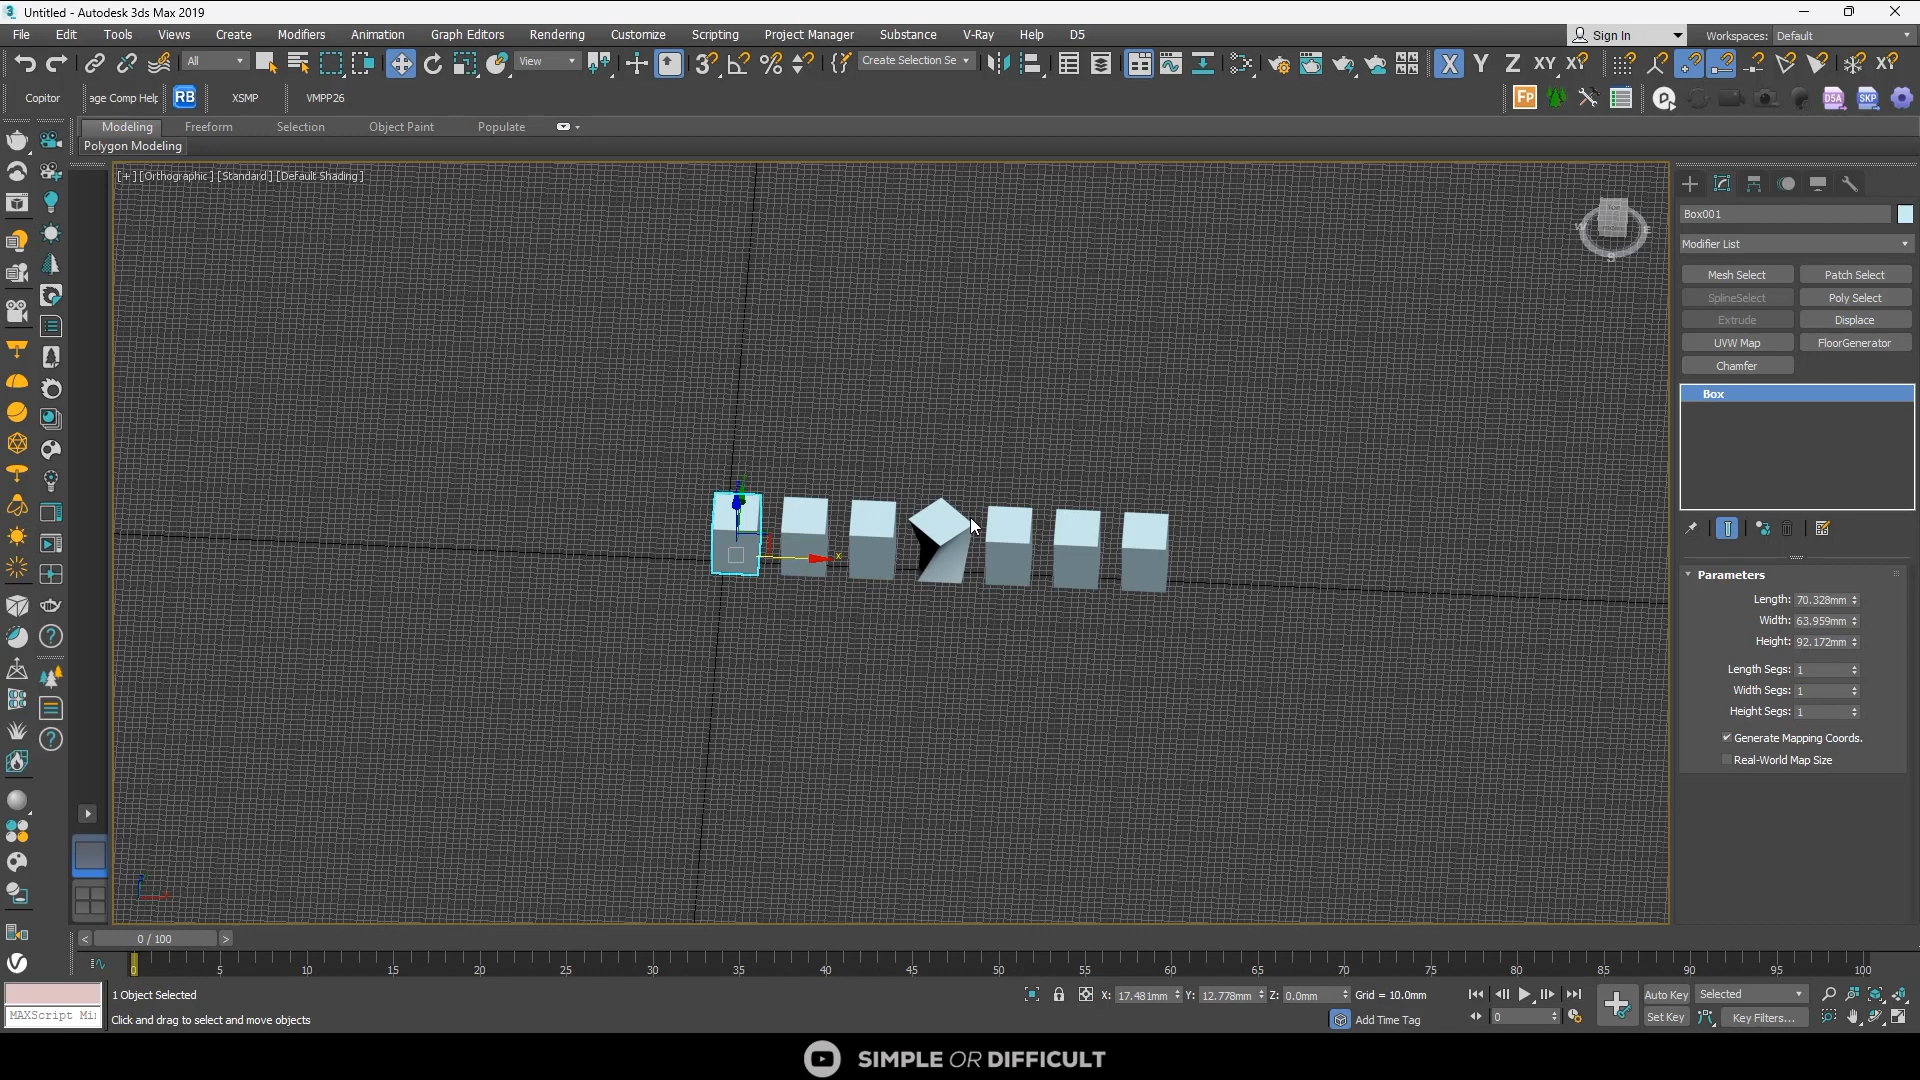 Untitled - Autodesk 3ds Max 2019
File Edit Tools Views Create Modifiers Animation Graph Editors Rendering Customize Scripting Project Manager Substance V-Ray Help D5
Sign In Workspaces: Default
All View Create Selection Se X Y Z XY XY
Copitor age Comp Help RB XSMP VMPP26 Fp D5A SKP
Modeling Freeform Selection Object Paint Populate
Polygon Modeling
[+] [Orthographic] [Standard] [Default Shading]
Box001
Modifier List
Mesh Select Patch Select
SplineSelect Poly Select
Extrude Displace
UVW Map FloorGenerator
Chamfer
Box
x
Parameters
Length: 70.328mm
Width: 63.959mm
Height: 92.172mm
Length Segs: 1
Width Segs: 1
Height Segs: 1
Generate Mapping Coords.
Real-World Map Size
< 0 / 100 >
0 5 10 15 20 25 30 35 40 45 50 55 60 65 70 75 80 85 90 95 100
1 Object Selected X: 17.481mm Y: 12.778mm Z: 0.0mm Grid = 10.0mm Auto Key Selected
MAXScript Mi Click and drag to select and move objects Add Time Tag 0 Set Key Key Filters...
SIMPLE OR DIFFICULT